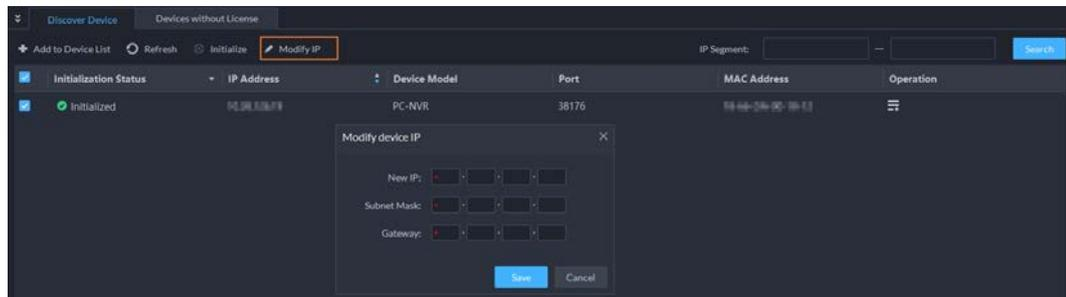 Discover Device Devices without License
Add to Device List Refresh Initialize Modify IP IP Segment: — Search
Initialization Status IP Address Device Model Port MAC Address Operation
Initialized PC-NVR 38176
Modify device IP
New IP:
Subnet Mask:
Gateway:
Save Cancel